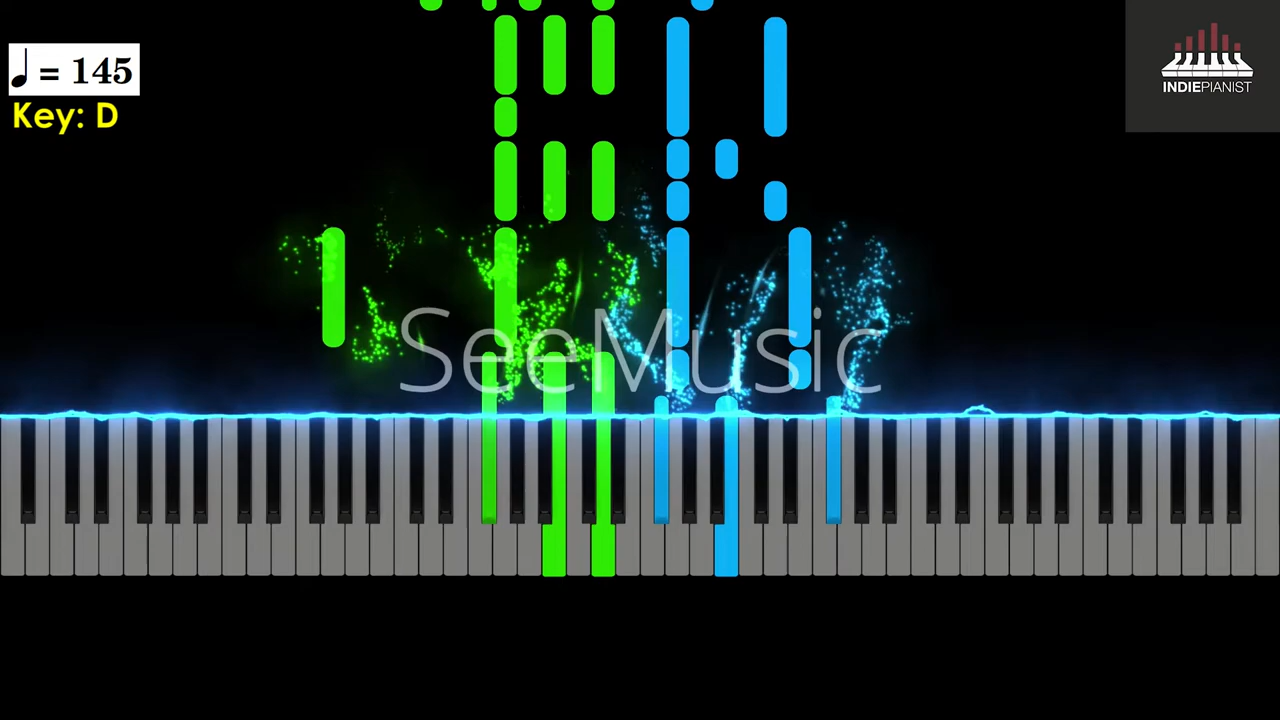 ♩ = 145
Key: D
INDIEPIANIST
SeeMusic